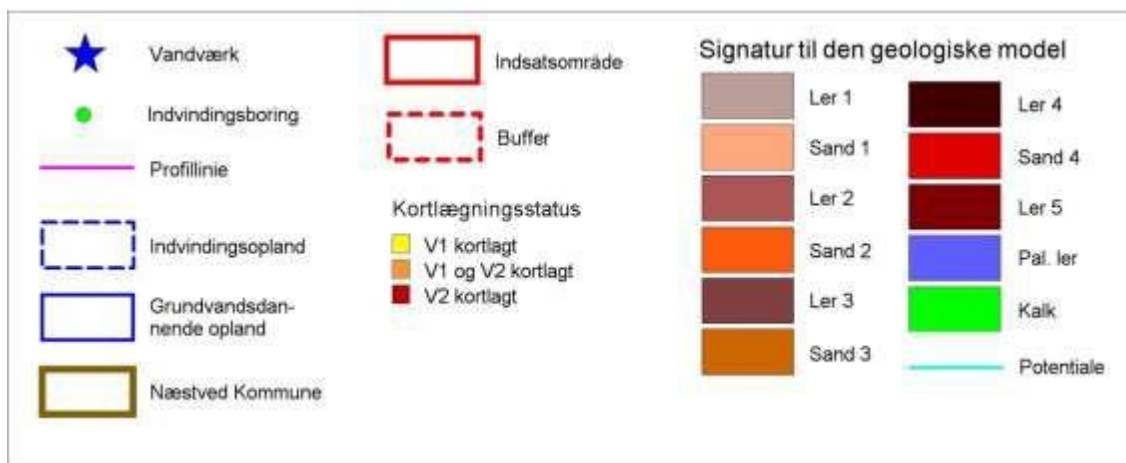 Vandværk
Indvindingsboring
Profillinie
Indvindingsopland
Grundvandsdan-
nende opland
Næstved Kommune
Indsatsområde
Buffer
Kortlægningsstatus
V1 kortlagt
V1 og V2 kortlagt
V2 kortlagt
Signatur til den geologiske model
Ler 1
Sand 1
Ler 2
Sand 2
Ler 3
Sand 3
Ler 4
Sand 4
Ler 5
Pal. ler
Kalk
Potentiale